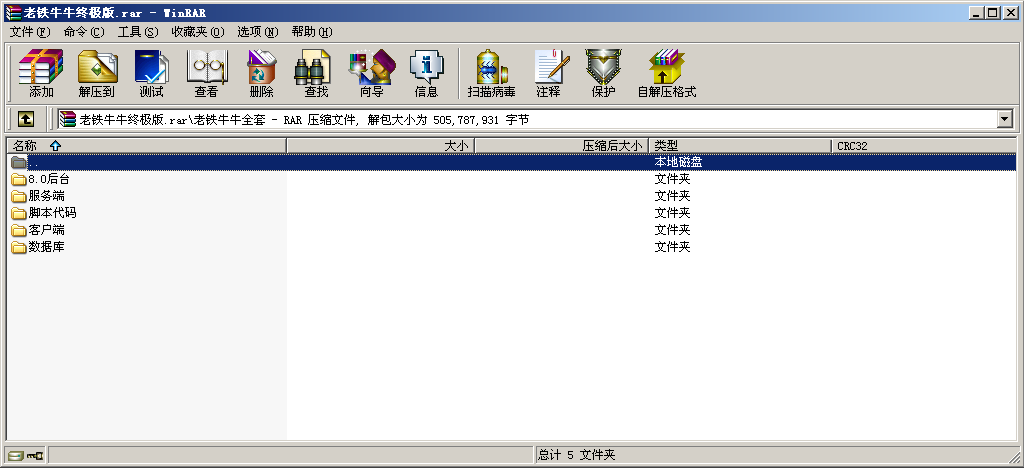 老铁牛牛终极版.rar - WinRAR
文件(F) 命令(C) 工具(S) 收藏夹(O) 选项(N) 帮助(H)
添加 解压到 测试 查看 删除 查找 向导 信息 扫描病毒 注释 保护 自解压格式
老铁牛牛终极版.rar\老铁牛牛全套 - RAR 压缩文件, 解包大小为 505,787,931 字节
名称 大小 压缩后大小 类型 CRC32
.. 本地磁盘
8.0后台 文件夹
服务端 文件夹
脚本代码 文件夹
客户端 文件夹
数据库 文件夹
总计 5 文件夹